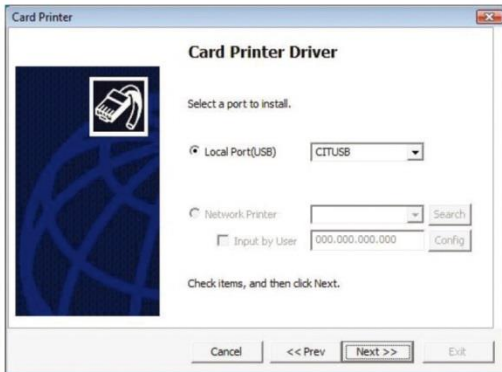 Card Printer
Card Printer Driver
Select a port to install.
Local Port(USB) CITUSB
Network Printer Search
Input by User 000.000.000.000 Config
Check items, and then click Next.
Cancel << Prev Next >> Exit